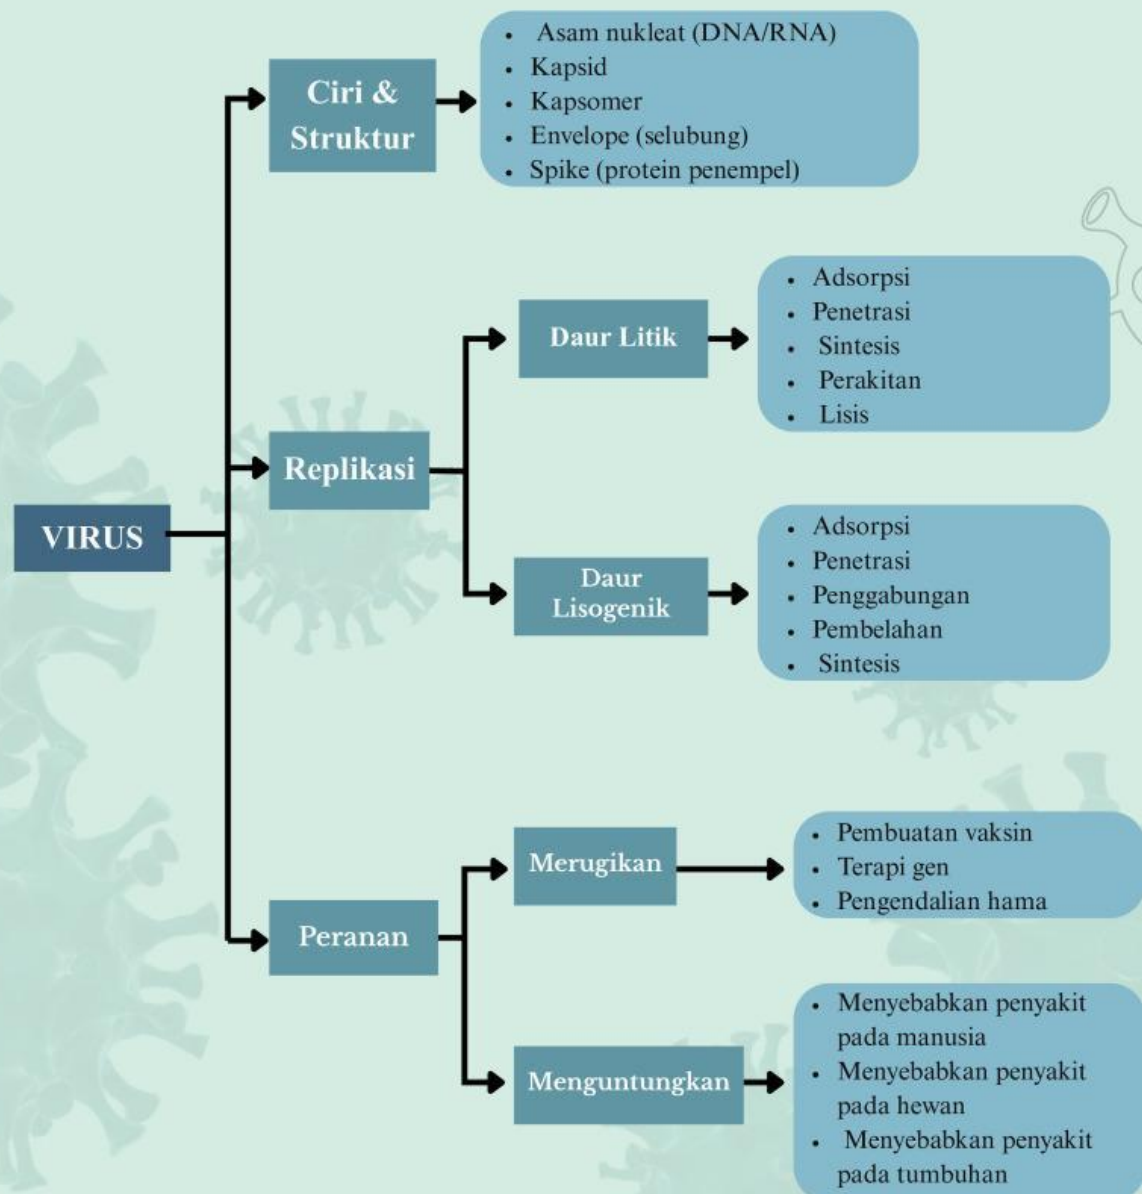 VIRUS
Ciri &
Struktur
• Asam nukleat (DNA/RNA)
• Kapsid
• Kapsomer
• Envelope (selubung)
• Spike (protein penempel)
Replikasi
Daur Litik
• Adsorpsi
• Penetrasi
• Sintesis
• Perakitan
• Lisis
Daur
Lisogenik
• Adsorpsi
• Penetrasi
• Penggabungan
• Pembelahan
• Sintesis
Peranan
Merugikan
• Pembuatan vaksin
• Terapi gen
• Pengendalian hama
Menguntungkan
• Menyebabkan penyakit
pada manusia
• Menyebabkan penyakit
pada hewan
• Menyebabkan penyakit
pada tumbuhan